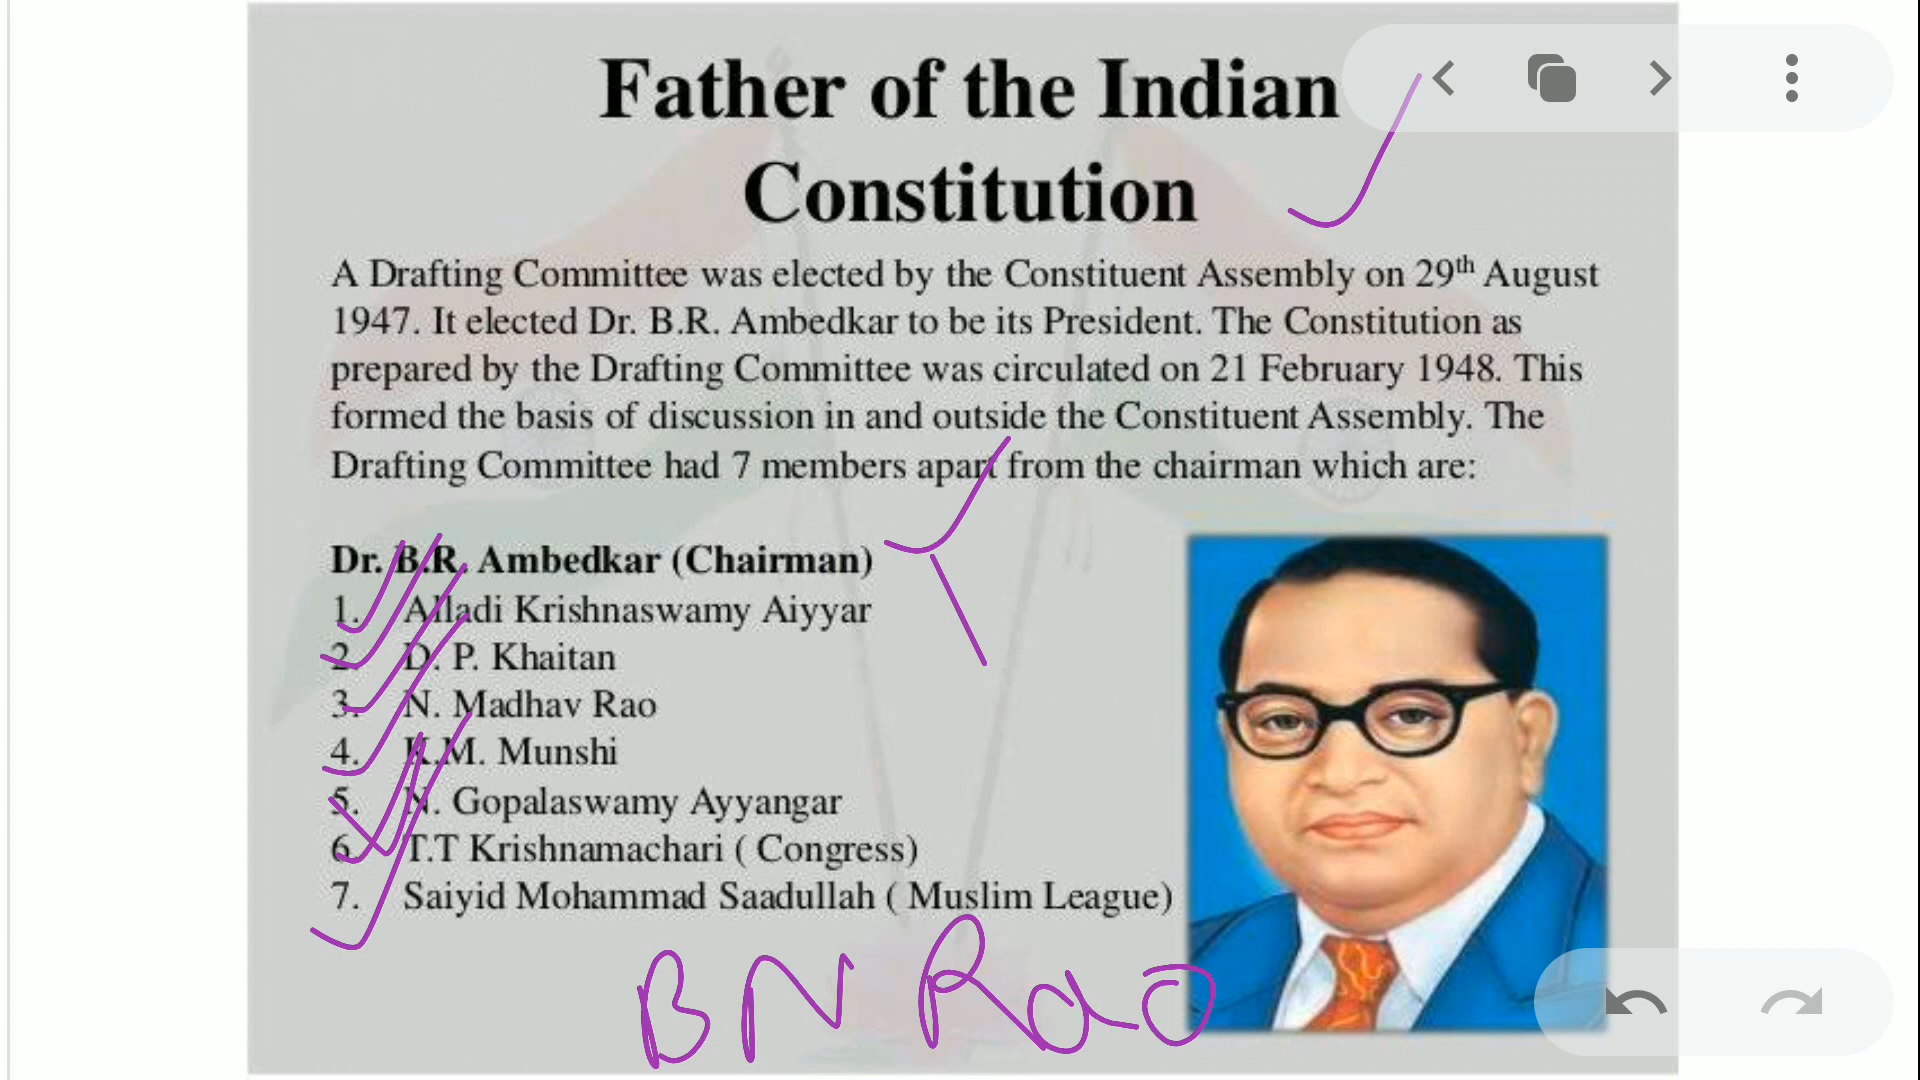 Father of the Indian
Constitution
A Drafting Committee was elected by the Constituent Assembly on 29th August
1947. It elected Dr. B.R. Ambedkar to be its President. The Constitution as
prepared by the Drafting Committee was circulated on 21 February 1948. This
formed the basis of discussion in and outside the Constituent Assembly. The
Drafting Committee had 7 members apart from the chairman which are:
Dr. B.R. Ambedkar (Chairman)
1. Alladi Krishnaswamy Aiyyar
2. D. P. Khaitan
3. N. Madhav Rao
4. K.M. Munshi
5. N. Gopalaswamy Ayyangar
6. T.T Krishnamachari ( Congress)
7. Saiyid Mohammad Saadullah ( Muslim League)
BN Rao